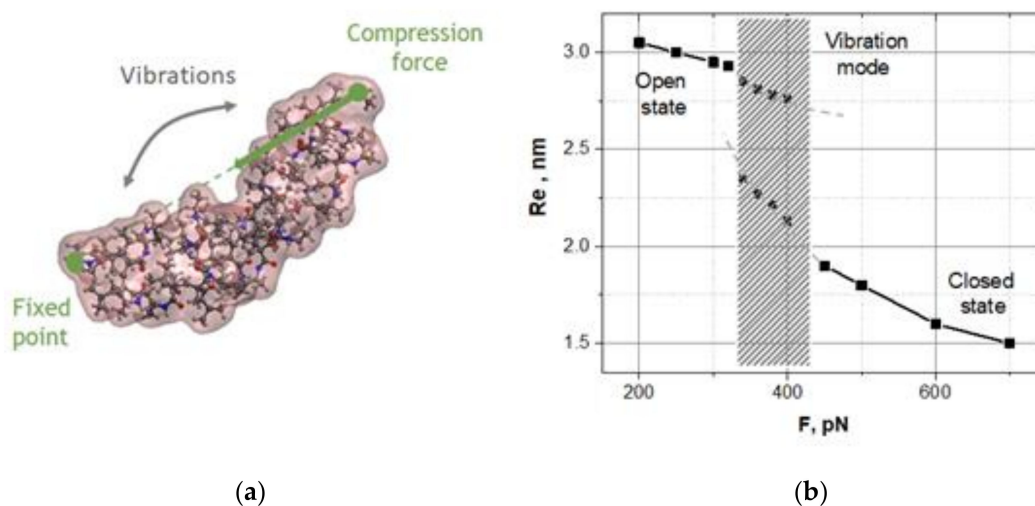 Compression
force
Vibrations
Fixed
point
(a)
Re , nm
3.0
2.5
2.0
1.5
Open
state
Vibration
mode
Closed
state
200
400
600
F, pN
(b)